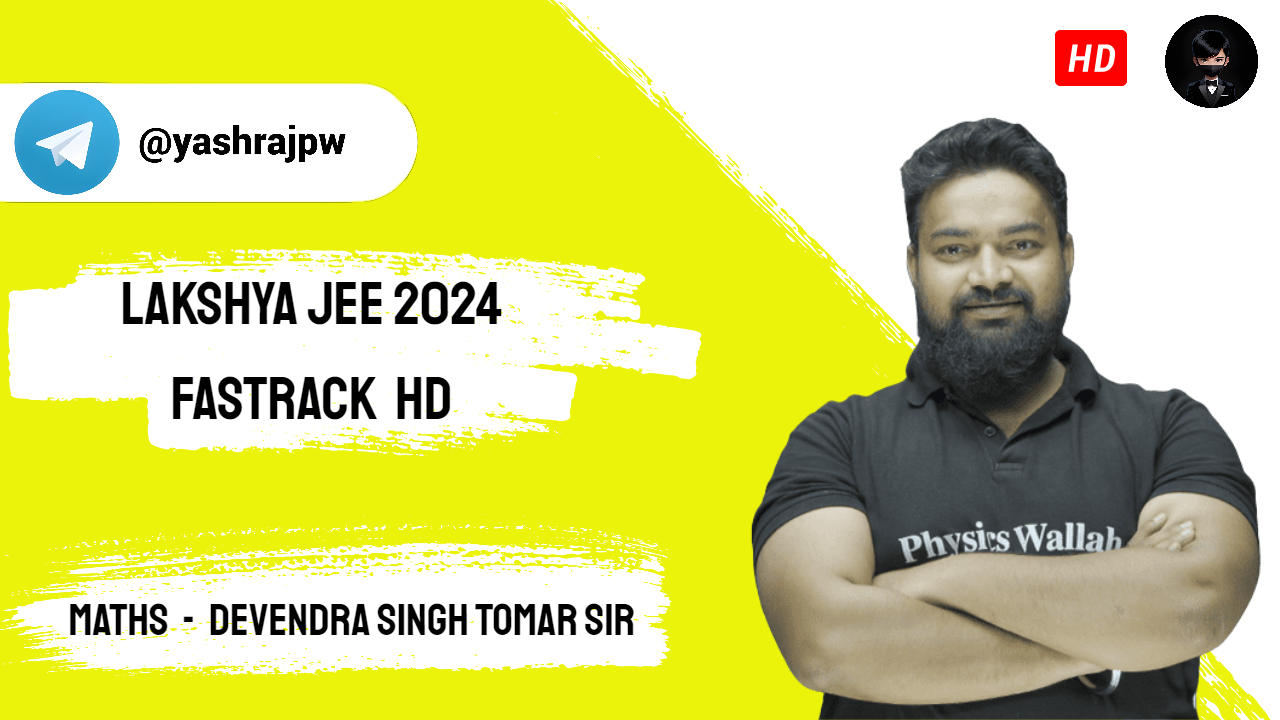 HD
@yashrajpw
LAKSHYA JEE 2024
FASTRACK HD
MATHS - DEVENDRA SINGH TOMAR SIR
Physics Wallah